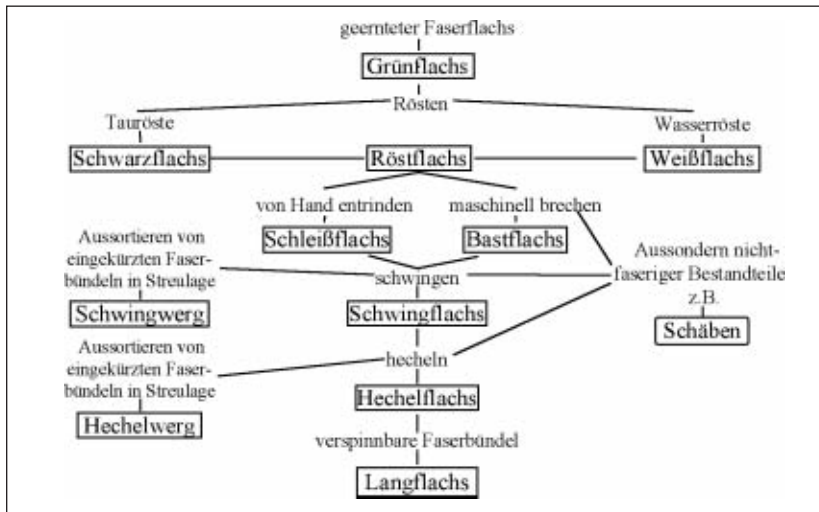 geernteter Faserflachs
Grünflachs
Rösten
Tauröste
Wasserröste
Schwarzflachs
Röstflachs
Weißflachs
von Hand entrinden
maschinell brechen
Schleißflachs
Bastflachs
Aussortieren von
eingekürzten Faser-
bündeln in Streulage
Schwingwerg
schwingen
Aussondern nicht-
faseriger Bestandteile
z.B.
Schäben
Schwingflachs
Aussortieren von
eingekürzten Faser-
bündeln in Streulage
Hechelwerg
hecheln
Hechelflachs
verspinnbare Faserbündel
Langflachs